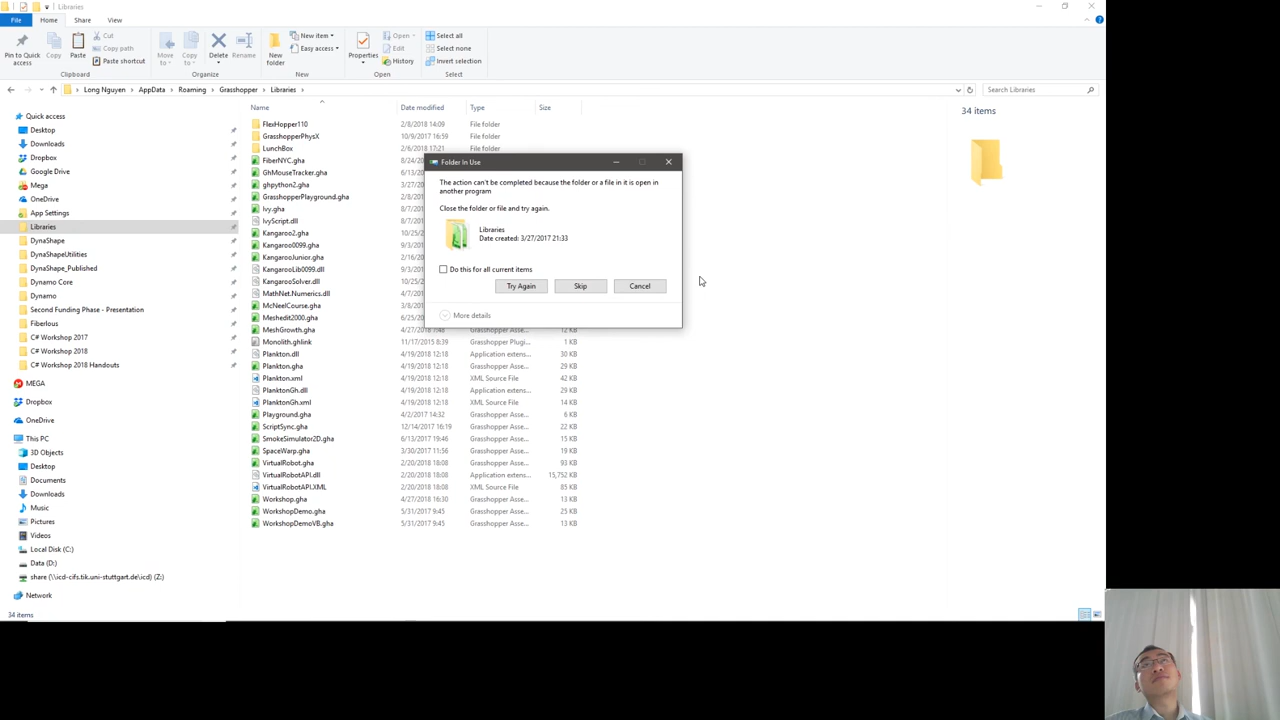 Libraries
File
Home
Share
View
Pin to Quick access
Copy
Paste
Cut
Copy path
Paste shortcut
Clipboard
Move to
Copy to
Delete
Rename
Organize
New folder
New item
Easy access
New
Properties
Open
Edit
History
Open
Select all
Select none
Invert selection
Select
Long Nguyen › AppData › Roaming › Grasshopper › Libraries ›
Search Libraries
Name Date modified Type Size
34 items
Quick access
Desktop
Downloads
Dropbox
Google Drive
Mega
OneDrive
App Settings
Libraries
DynaShape
DynaShapeUtilities
DynaShape_Published
Dynamo Core
Dynamo
Second Funding Phase - Presentation
Fiberlous
C# Workshop 2017
C# Workshop 2018
C# Workshop 2018 Handouts
MEGA
Dropbox
OneDrive
This PC
3D Objects
Desktop
Documents
Downloads
Music
Pictures
Videos
Local Disk (C:)
Data (D:)
share (\\icd-cifs.tik.uni-stuttgart.de\icd) (Z:)
Network
34 items
FlexHopper110 2/8/2018 14:09 File folder
GrasshopperPhysX 10/9/2017 16:59 File folder
LunchBox 2/6/2018 17:21 File folder
FiberNYC.gha 8/24/
GhMouseTracker.gha 8/7/
ghpython2.gha 3/27/
GrasshopperPlayground.gha 8/7/
Ivy.gha 8/7/
IvyScript.dll 8/7/
Kangaroo2.gha 10/25/
Kangaroo0099.gha 9/3/
KangarooJunior.gha 9/3/
KangarooLib0099.dll 9/3/
KangarooSolver.dll 10/25/
MathNet.Numerics.dll 4/7/
McNeelCourse.gha 3/8/
Meshedit2000.gha 6/25/
MeshGrowth.gha 4/27/2018 7:48 Grasshopper Asse... 12 KB
Monolith.ghlink 11/17/2015 8:39 Grasshopper Plugi... 1 KB
Plankton.dll 4/19/2018 12:18 Application extens... 30 KB
Plankton.gha 4/19/2018 12:18 Grasshopper Asse... 29 KB
Plankton.xml 4/19/2018 12:18 XML Source File 42 KB
PlanktonGh.dll 4/19/2018 12:18 Application extens... 29 KB
PlanktonGh.xml 4/19/2018 12:18 XML Source File 14 KB
Playground.gha 4/2/2017 14:32 Grasshopper Asse... 6 KB
ScriptSync.gha 12/14/2017 16:19 Grasshopper Asse... 22 KB
SmokeSimulator2D.gha 6/13/2017 19:46 Grasshopper Asse... 15 KB
SpaceWarp.gha 3/30/2017 11:56 Grasshopper Asse... 19 KB
VirtualRobot.gha 2/20/2018 18:08 Grasshopper Asse... 93 KB
VirtualRobotAPI.dll 2/20/2018 18:08 Application extens... 15,752 KB
VirtualRobotAPI.XML 2/20/2018 18:08 XML Source File 85 KB
Workshop.gha 4/27/2018 16:30 Grasshopper Asse... 13 KB
WorkshopDemo.gha 5/31/2017 9:45 Grasshopper Asse... 25 KB
WorkshopDemoVB.gha 5/31/2017 9:45 Grasshopper Asse... 13 KB
Folder In Use
The action can't be completed because the folder or a file in it is open in
another program
Close the folder or file and try again.
Libraries
Date created: 3/27/2017 21:33
Do this for all current items
Try Again
Skip
Cancel
More details